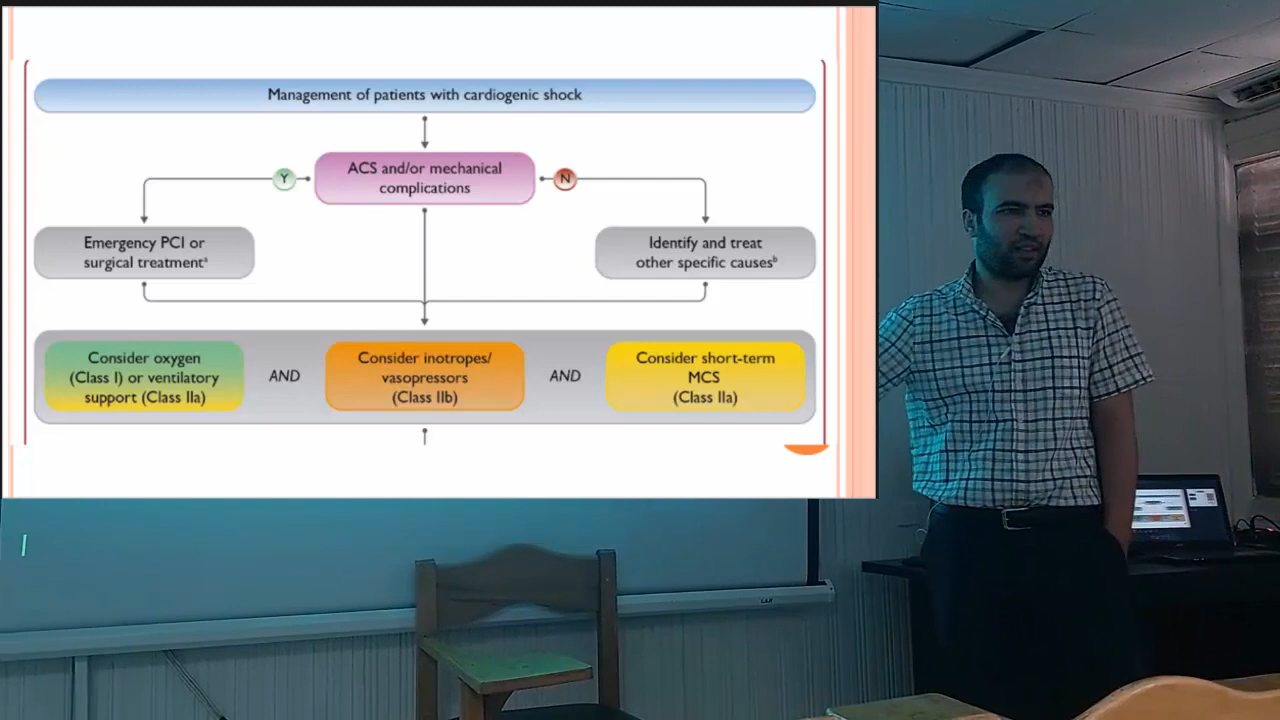 Management of patients with cardiogenic shock
ACS and/or mechanical
complications
Y
N
Emergency PCI or
surgical treatmentᵃ
Identify and treat
other specific causesᵇ
Consider oxygen
(Class I) or ventilatory
support (Class IIa)
AND
Consider inotropes/
vasopressors
(Class IIb)
AND
Consider short-term
MCS
(Class IIa)